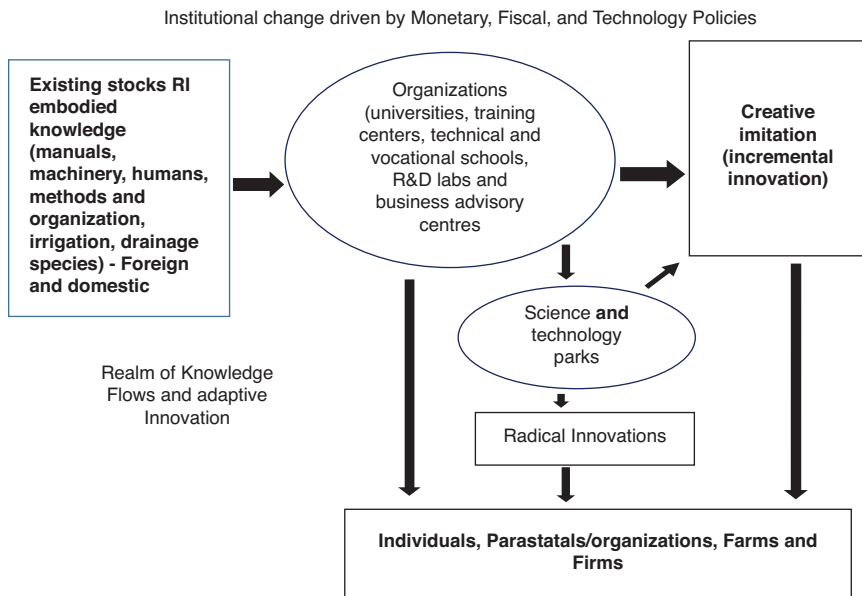 Institutional change driven by Monetary, Fiscal, and Technology Policies
Existing stocks RI
embodied
knowledge
(manuals,
machinery, humans,
methods and
organization,
irrigation, drainage
species) - Foreign
and domestic
Organizations
(universities, training
centers, technical and
vocational schools,
R&D labs and
business advisory
centres
Creative
imitation
(incremental
innovation)
Science and
technology
parks
Realm of Knowledge
Flows and adaptive
Innovation
Radical Innovations
Individuals, Parastatals/organizations, Farms and
Firms